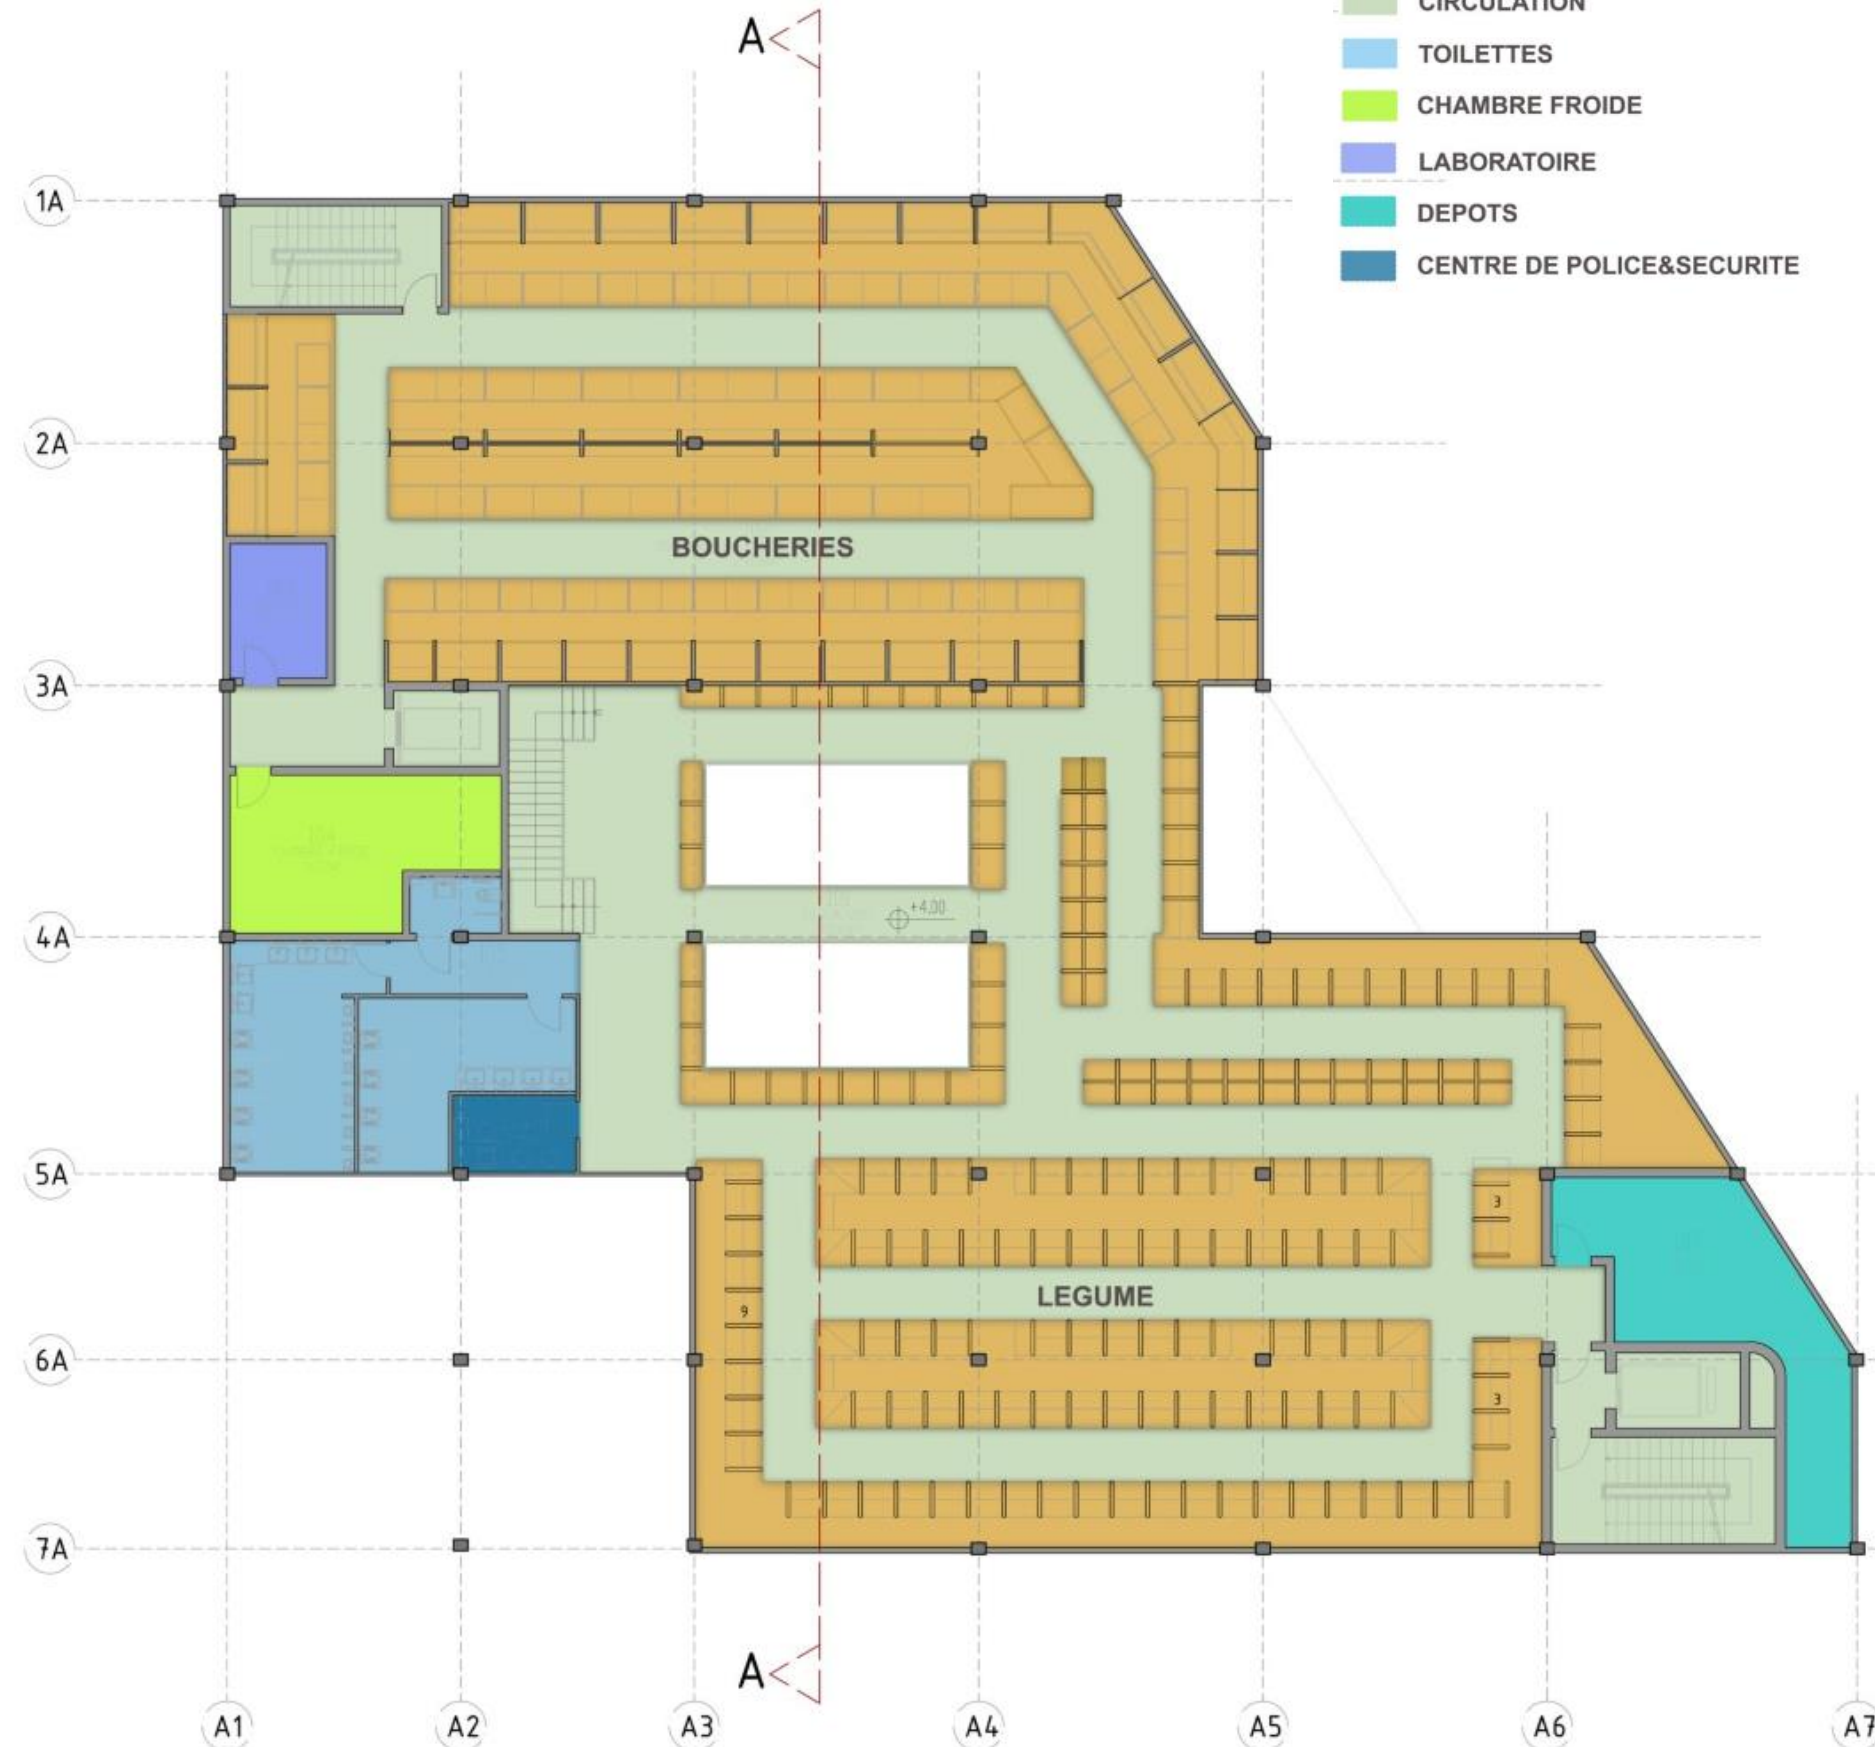 CIRCULATION
A
TOILETTES
CHAMBRE FROIDE
LABORATOIRE
1A
DEPOTS
CENTRE DE POLICE&SECURITE
2A
BOUCHERIES
3A
+4,00
4A
5A
3
LEGUME
9
6A
3
7A
A
A1
A2
A3
A4
A5
A6
A7